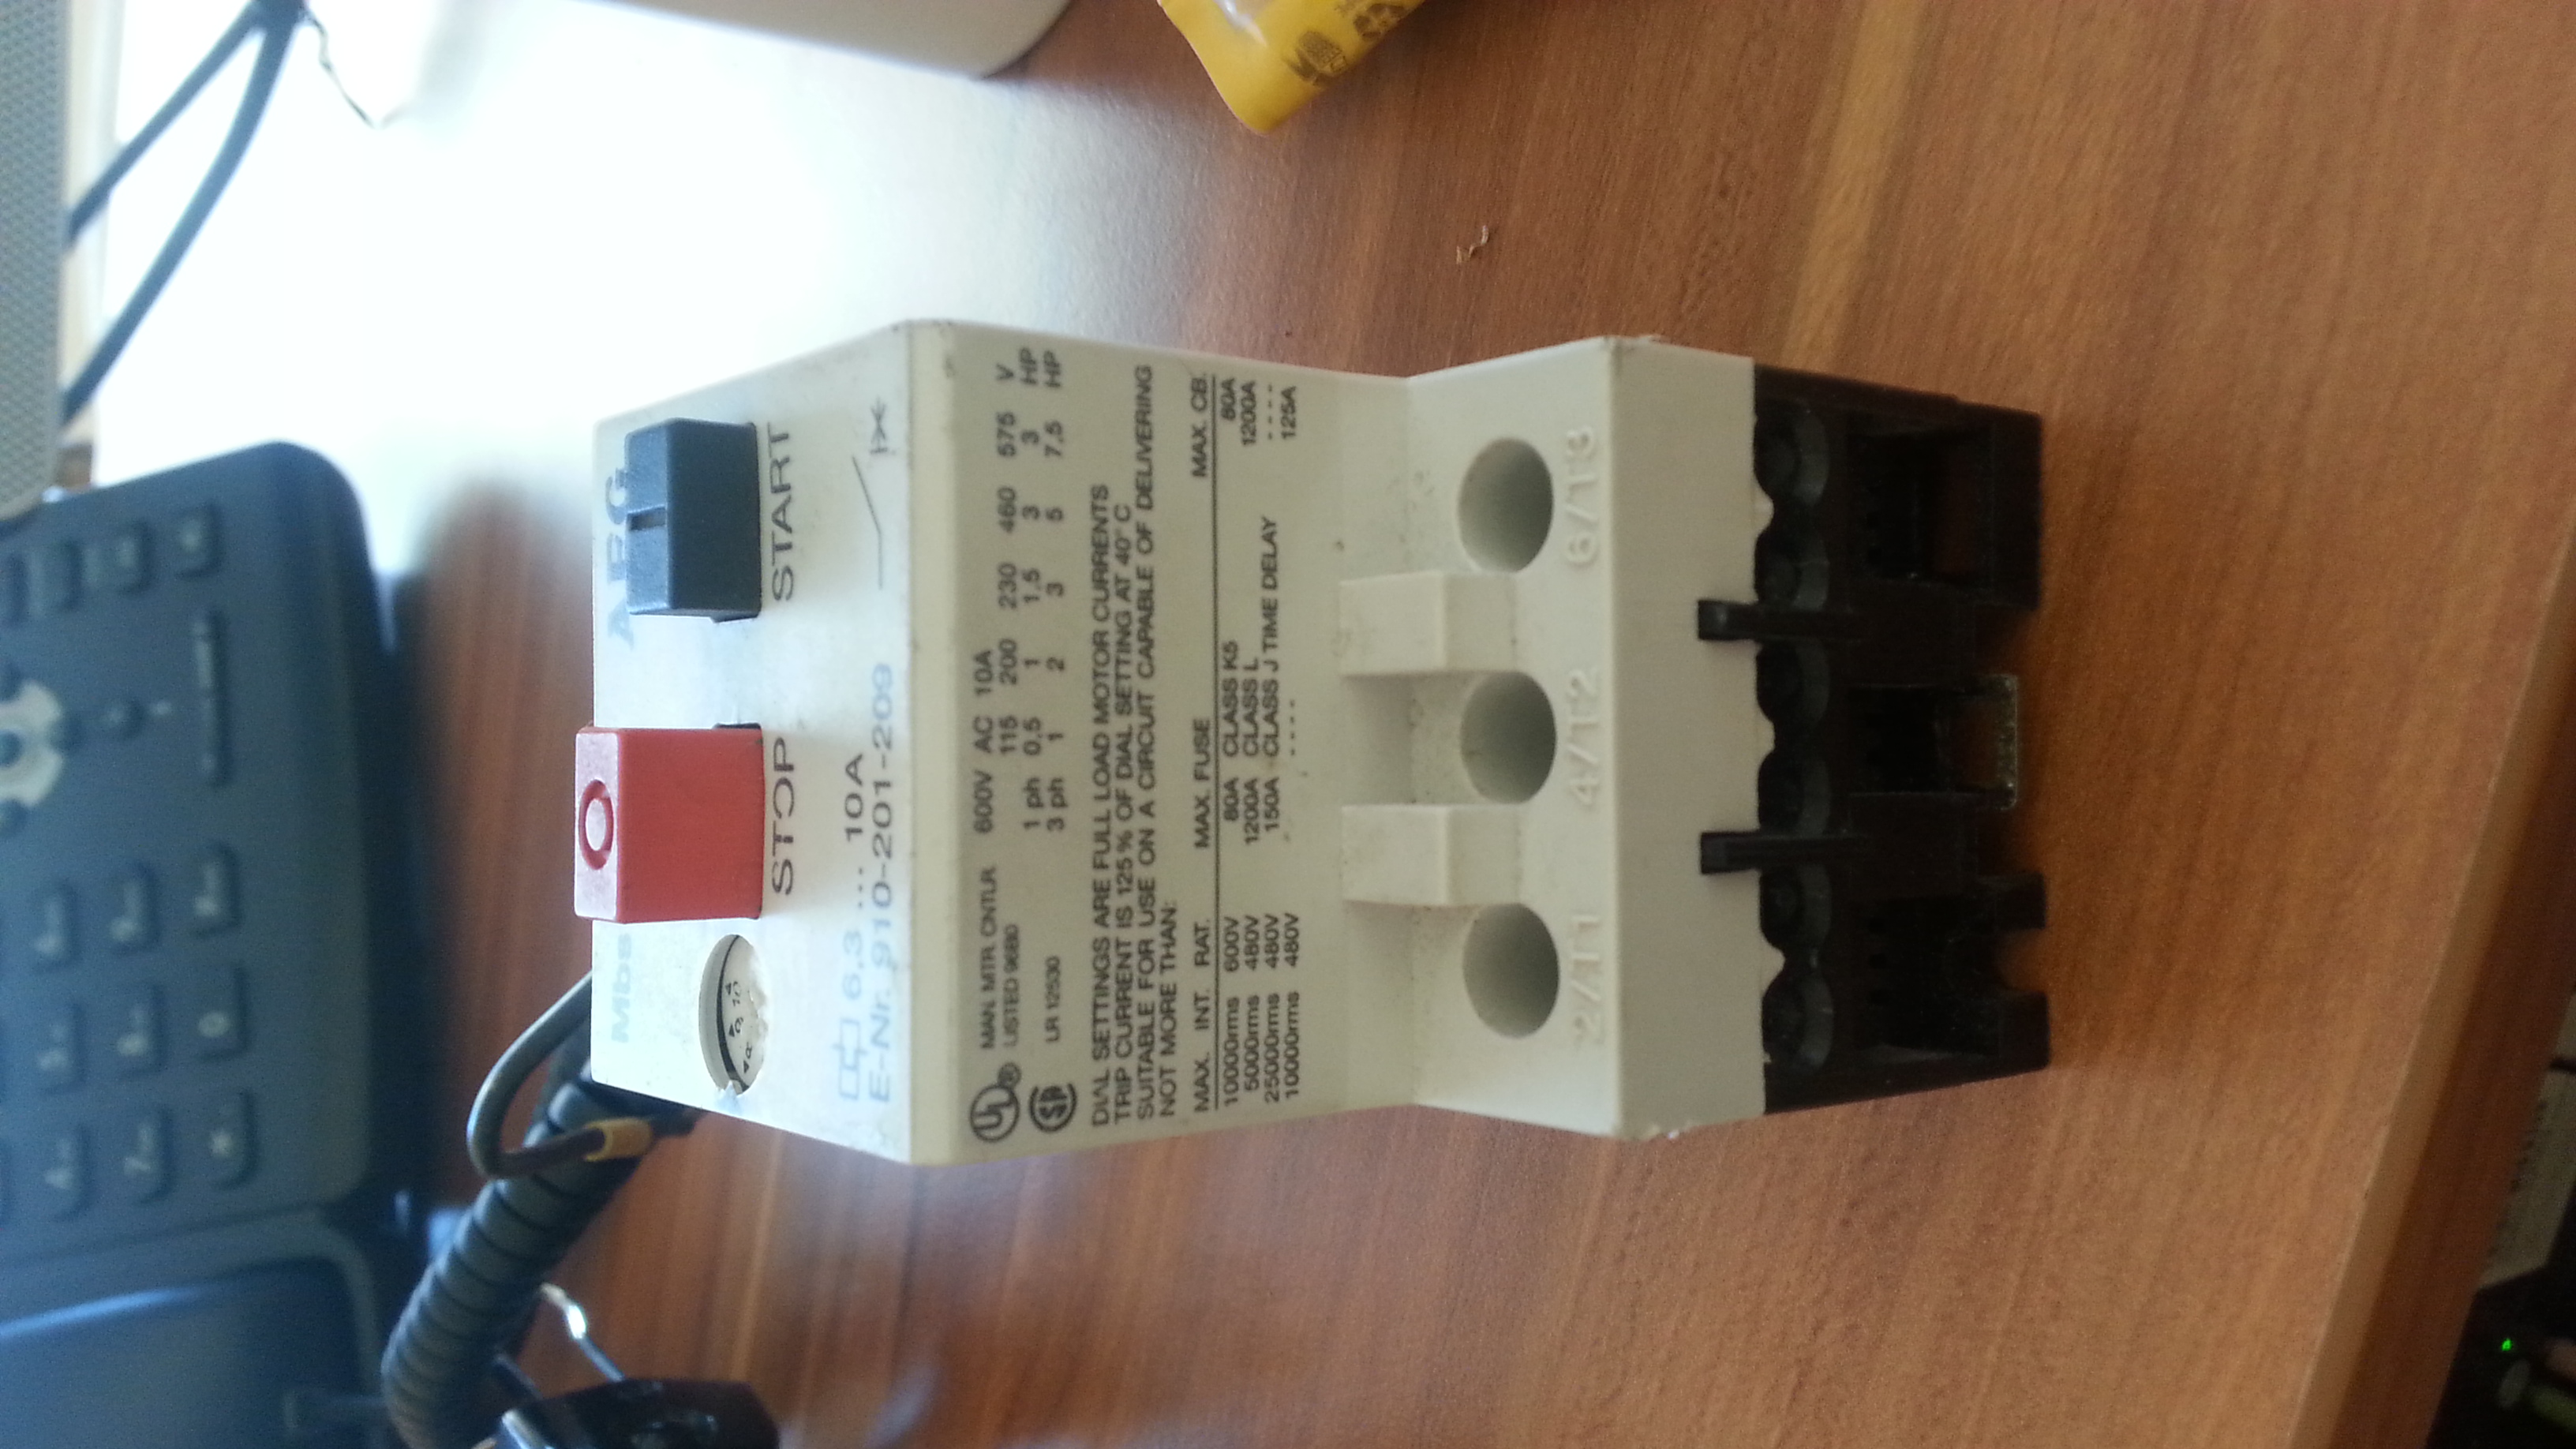 AEG
START
O
STOP
6,3 ... 10A
E-Nr. 910-201-209
UL ®
MAN. MTR. CNTLR
LISTED 96B0
LR 12530
600V AC 10A
115 200 230 460 575 V
1 ph 0,5 1 1,5 3 3 HP
3 ph 1 2 3 5 7,5 HP
DIAL SETTINGS ARE FULL LOAD MOTOR CURRENTS
TRIP CURRENT IS 125% OF DIAL SETTING AT 40°C
SUITABLE FOR USE ON A CIRCUIT CAPABLE OF DELIVERING
NOT MORE THAN:
MAX. INT. RAT. MAX. FUSE MAX. CB.
10000rms 600V 80A CLASS K5 80A
5000rms 480V 1200A CLASS L 1200A
25000rms 480V 150A CLASS J TIME DELAY ----
10000rms 480V ---- 125A
2/T1 4/T2 6/T3